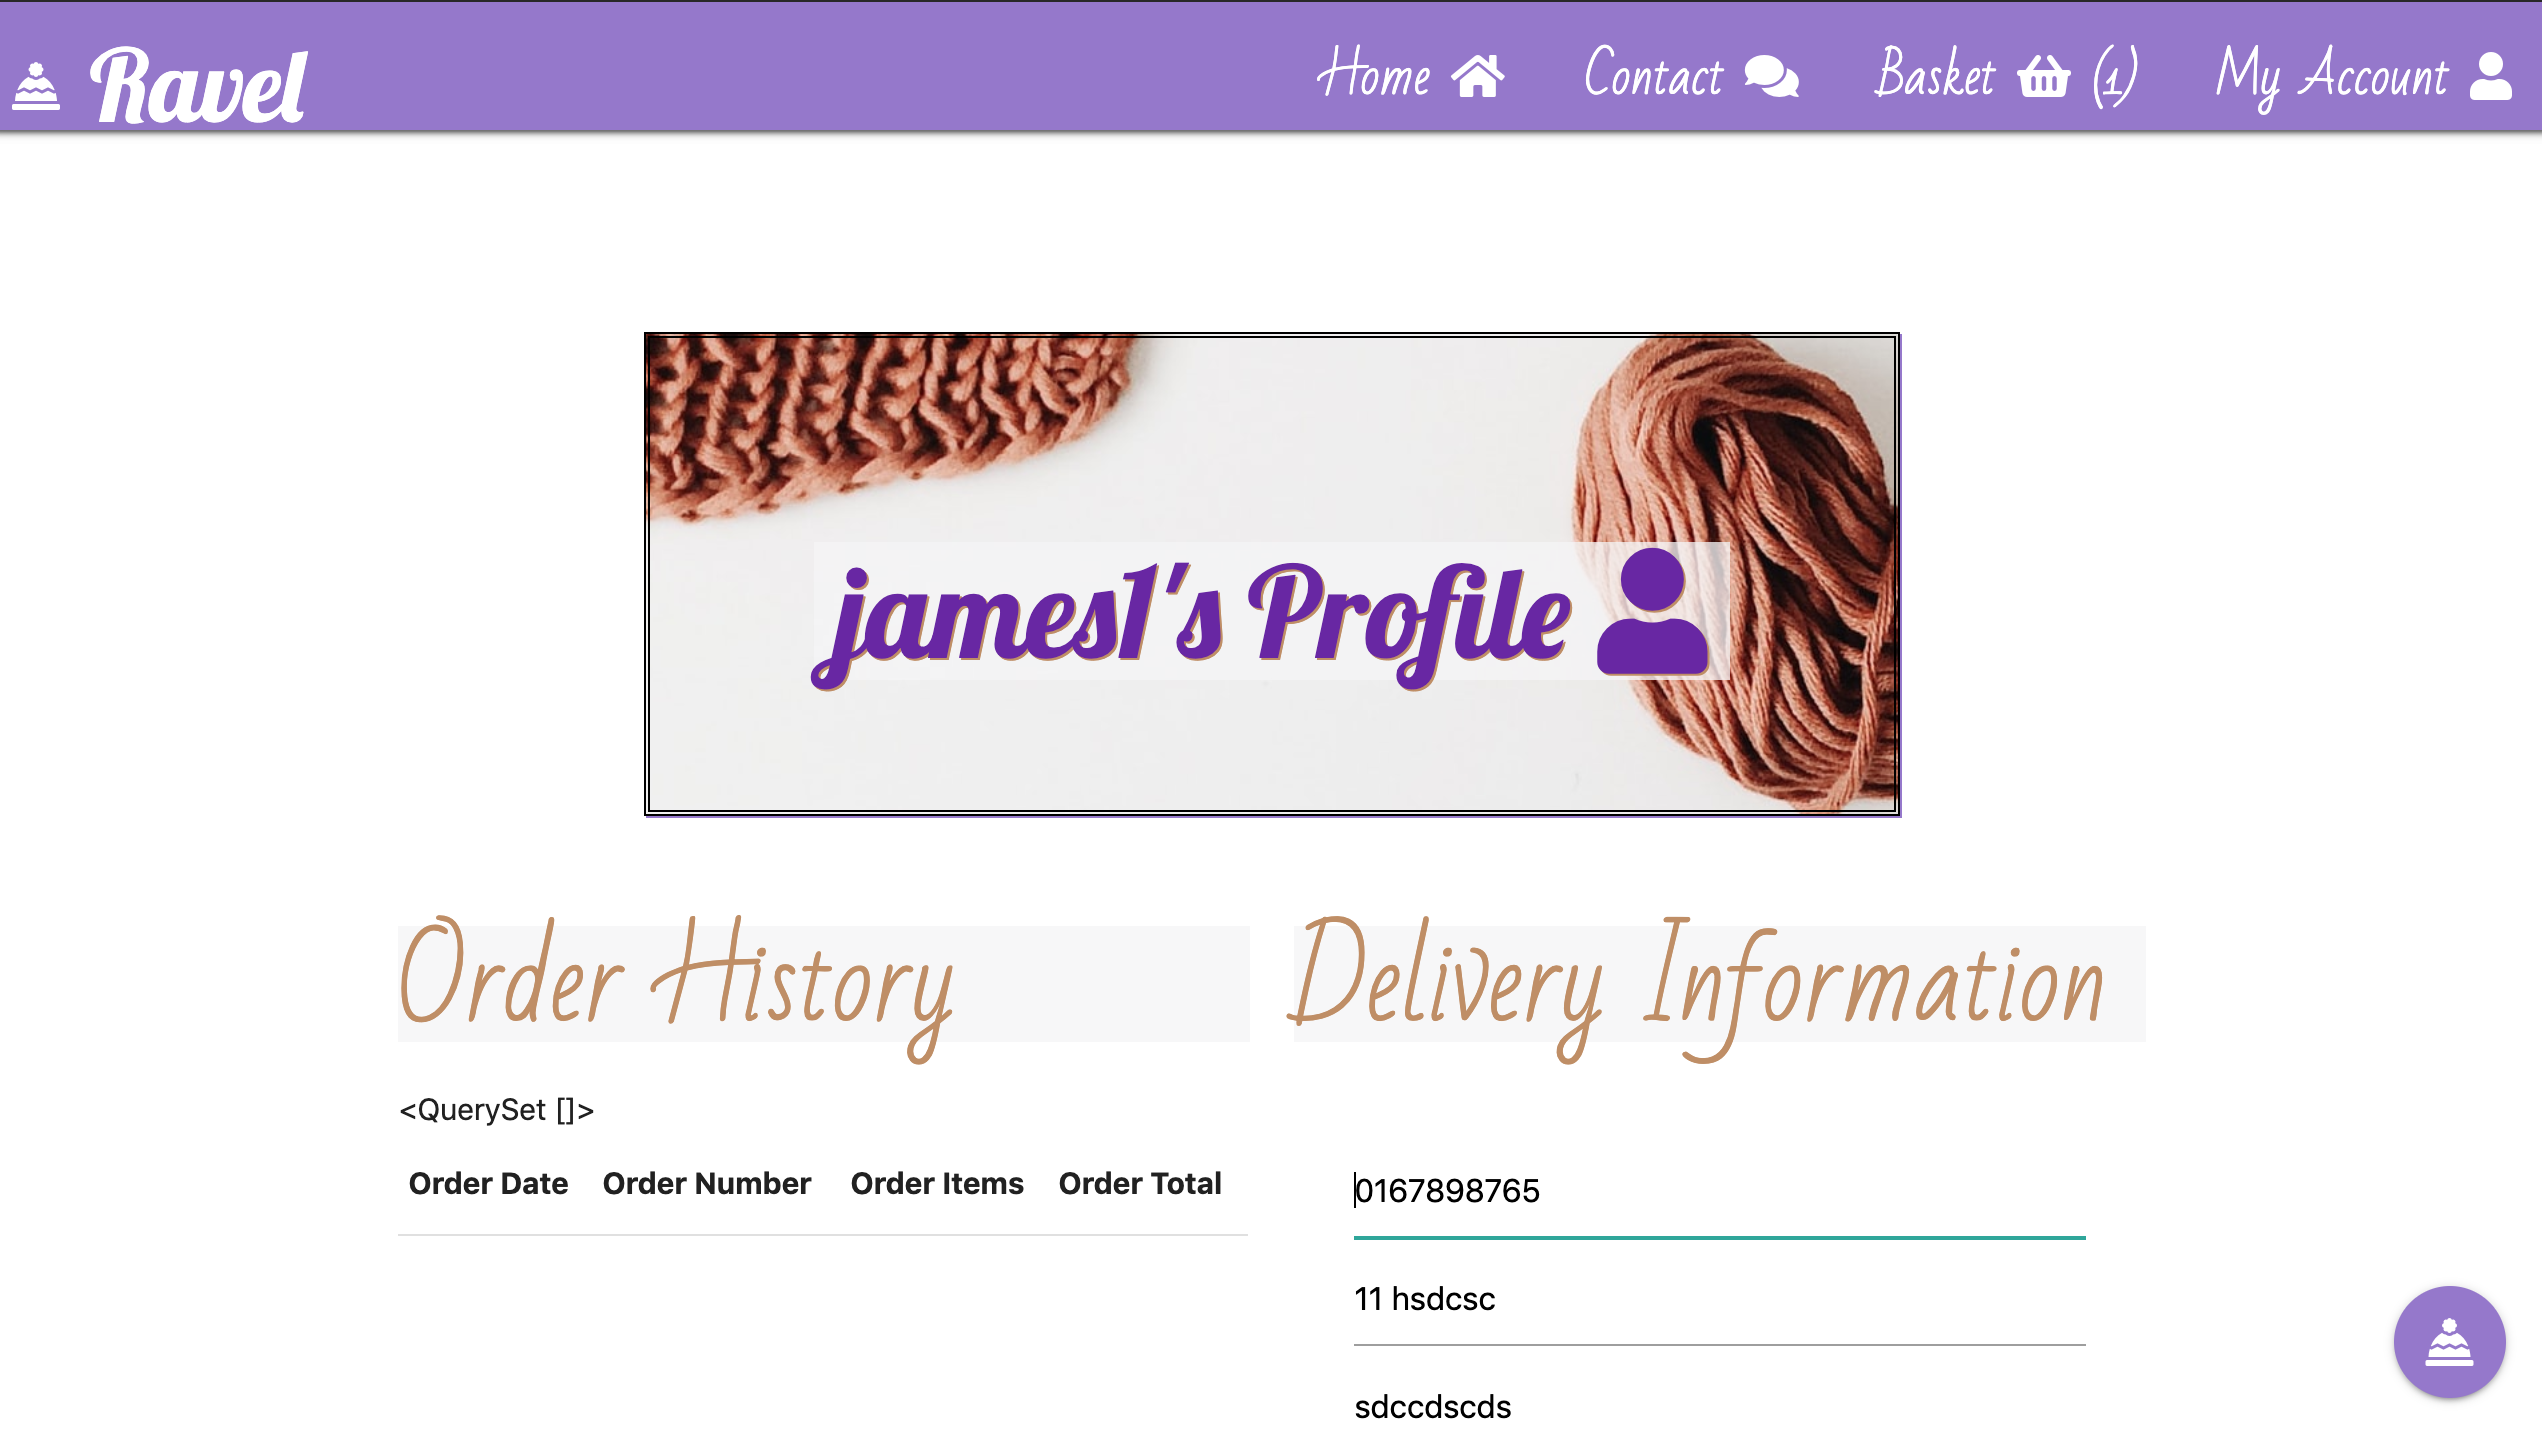 Ravel
Home
Contact
Basket (1)
My Account
james1's Profile
Order History
<QuerySet []>
Order Date Order Number Order Items Order Total
Delivery Information
0167898765
11 hsdcsc
sdccdscds